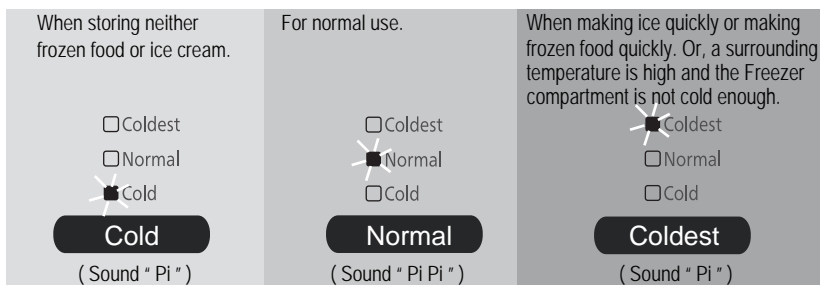 When storing neither
frozen food or ice cream.
Coldest
Normal
Cold
Cold
( Sound “ Pi ” )
For normal use.
Coldest
Normal
Cold
Normal
( Sound “ Pi Pi ” )
When making ice quickly or making
frozen food quickly. Or, a surrounding
temperature is high and the Freezer
compartment is not cold enough.
Coldest
Normal
Cold
Coldest
( Sound “ Pi ” )